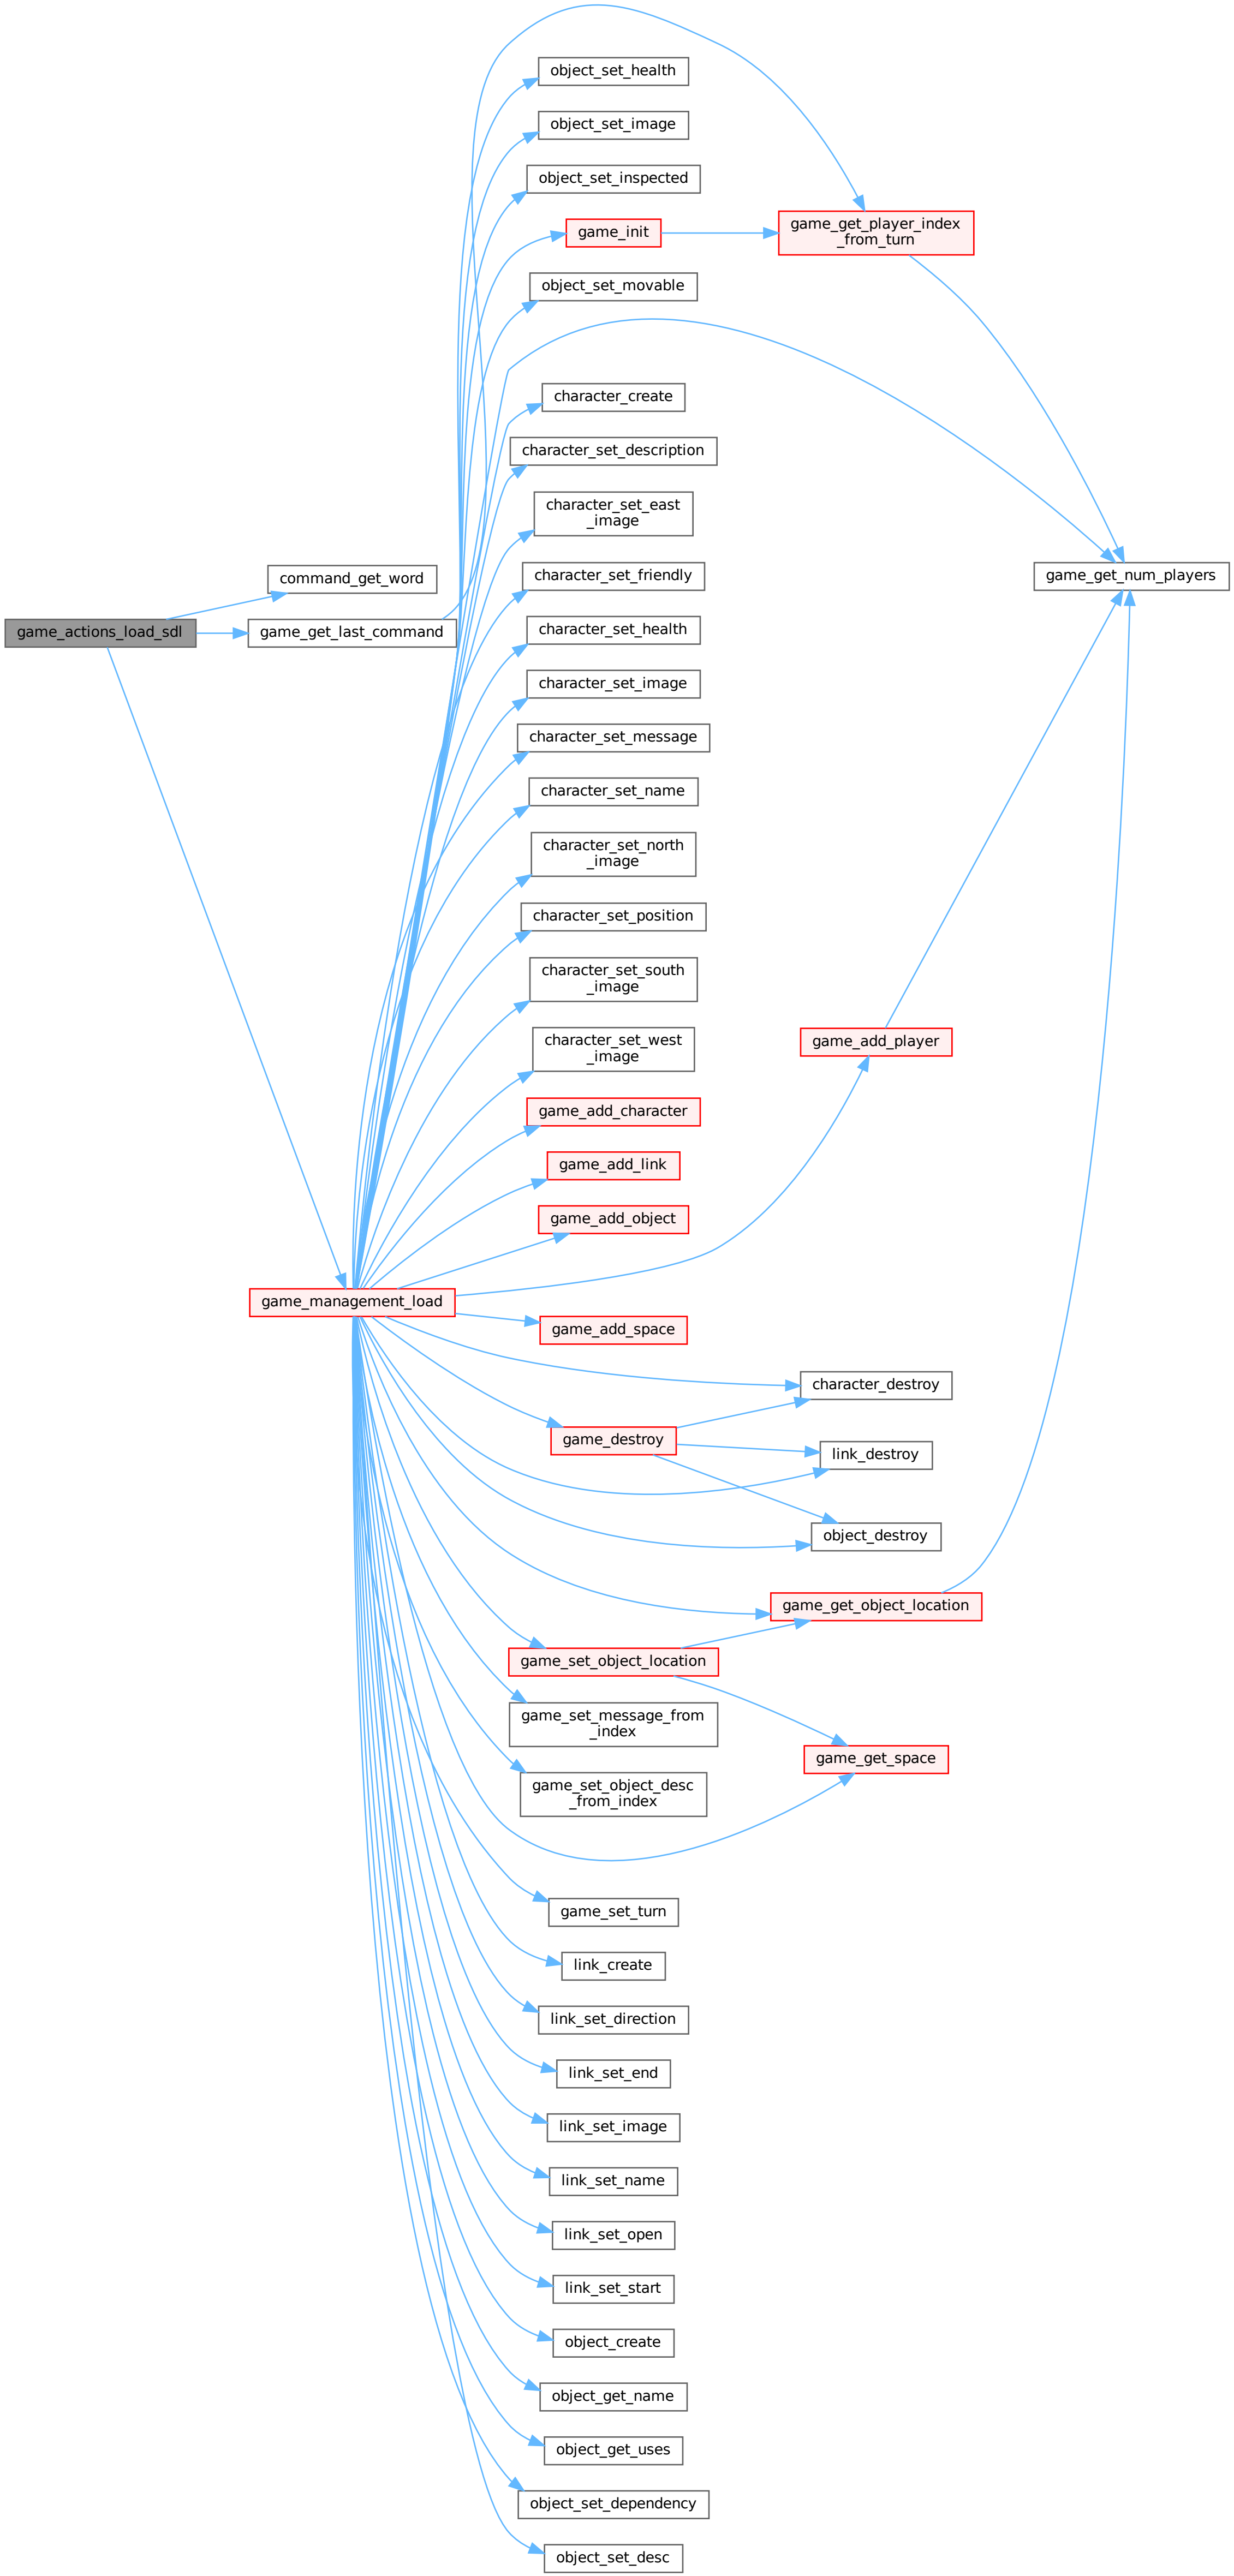 object_set_health
object_set_image
object_set_inspected
game_get_player_index
_from_turn
game_init
object_set_movable
character_create
character_set_description
character_set_east
_image
command_get_word
character_set_friendly
game_get_num_players
game_actions_load_sdl
game_get_last_command
character_set_health
character_set_image
character_set_message
character_set_name
character_set_north
_image
character_set_position
character_set_south
_image
character_set_west
_image
game_add_player
game_add_character
game_add_link
game_add_object
game_management_load
game_add_space
character_destroy
game_destroy
link_destroy
object_destroy
game_get_object_location
game_set_object_location
game_set_message_from
_index
game_get_space
game_set_object_desc
_from_index
game_set_turn
link_create
link_set_direction
link_set_end
link_set_image
link_set_name
link_set_open
link_set_start
object_create
object_get_name
object_get_uses
object_set_dependency
object_set_desc